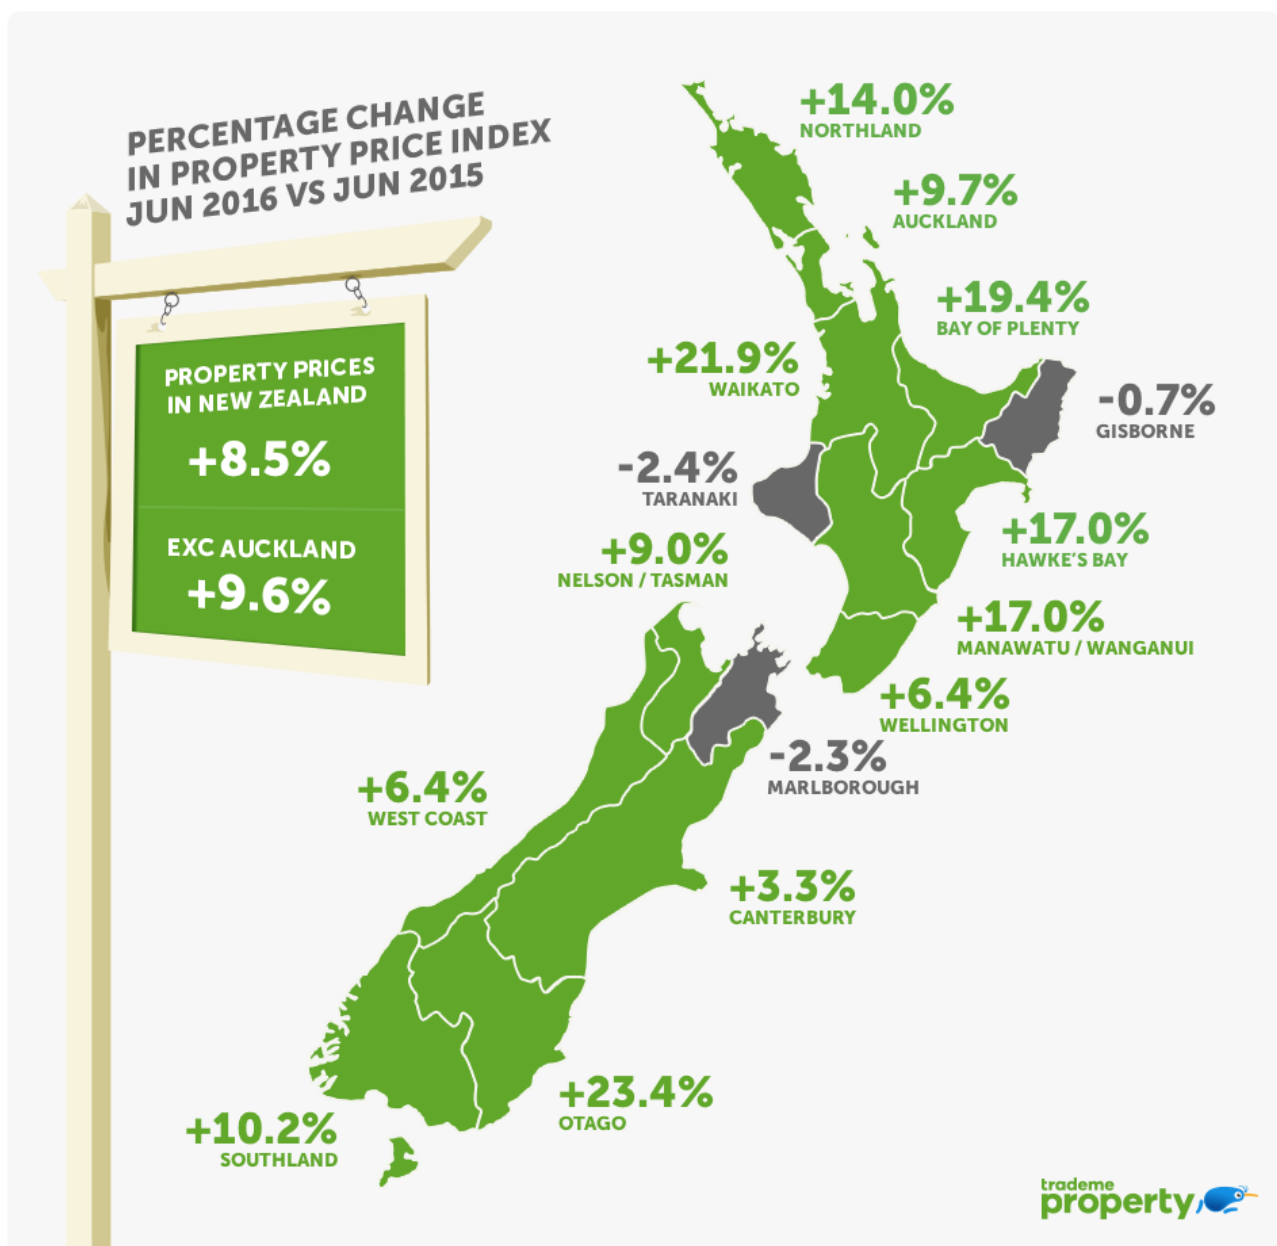 PERCENTAGE CHANGE
IN PROPERTY PRICE INDEX
JUN 2016 VS JUN 2015
PROPERTY PRICES
IN NEW ZEALAND
+8.5%
EXC AUCKLAND
+9.6%
+14.0%
NORTHLAND
+9.7%
AUCKLAND
+19.4%
BAY OF PLENTY
+21.9%
WAIKATO
-0.7%
GISBORNE
-2.4%
TARANAKI
+17.0%
HAWKE'S BAY
+9.0%
NELSON / TASMAN
+17.0%
MANAWATU / WANGANUI
+6.4%
WELLINGTON
-2.3%
MARLBOROUGH
+6.4%
WEST COAST
+3.3%
CANTERBURY
+23.4%
OTAGO
+10.2%
SOUTHLAND
trademe
property